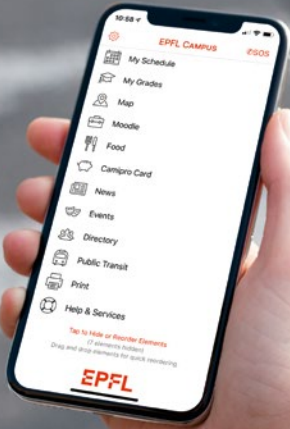 10:58
EPFL CAMPUS
SOS
My Schedule
My Grades
Map
Moodle
Food
Camipro Card
News
Events
Directory
Public Transit
Print
Help & Services
Tap to Hide or Reorder Elements
(7 elements hidden)
Drag and drop elements for quick reordering
EPFL